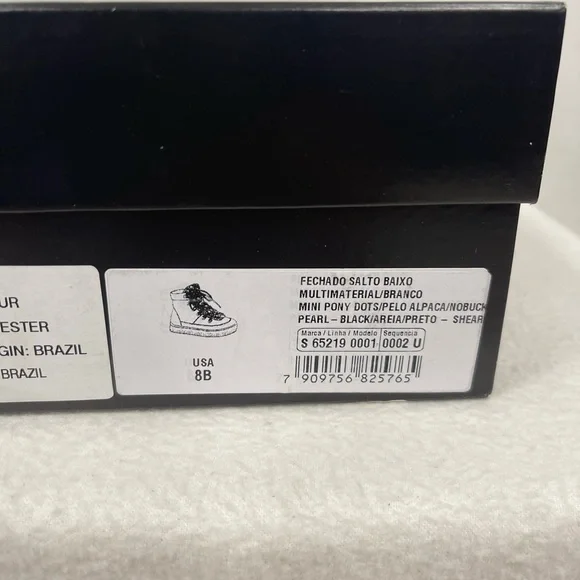 UR
ESTER
GIN: BRAZIL
BRAZIL
USA
8B
FECHADO SALTO BAIXO
MULTIMATERIAL/BRANCO
MINI PONY DOTS/PELO ALPACA/NOBUCK
PEARL - BLACK/AREIA/PRETO - SHEAR
Marca / Linha / Modelo Sequencia
S 65219 0001 0002 U
7 909756 825765